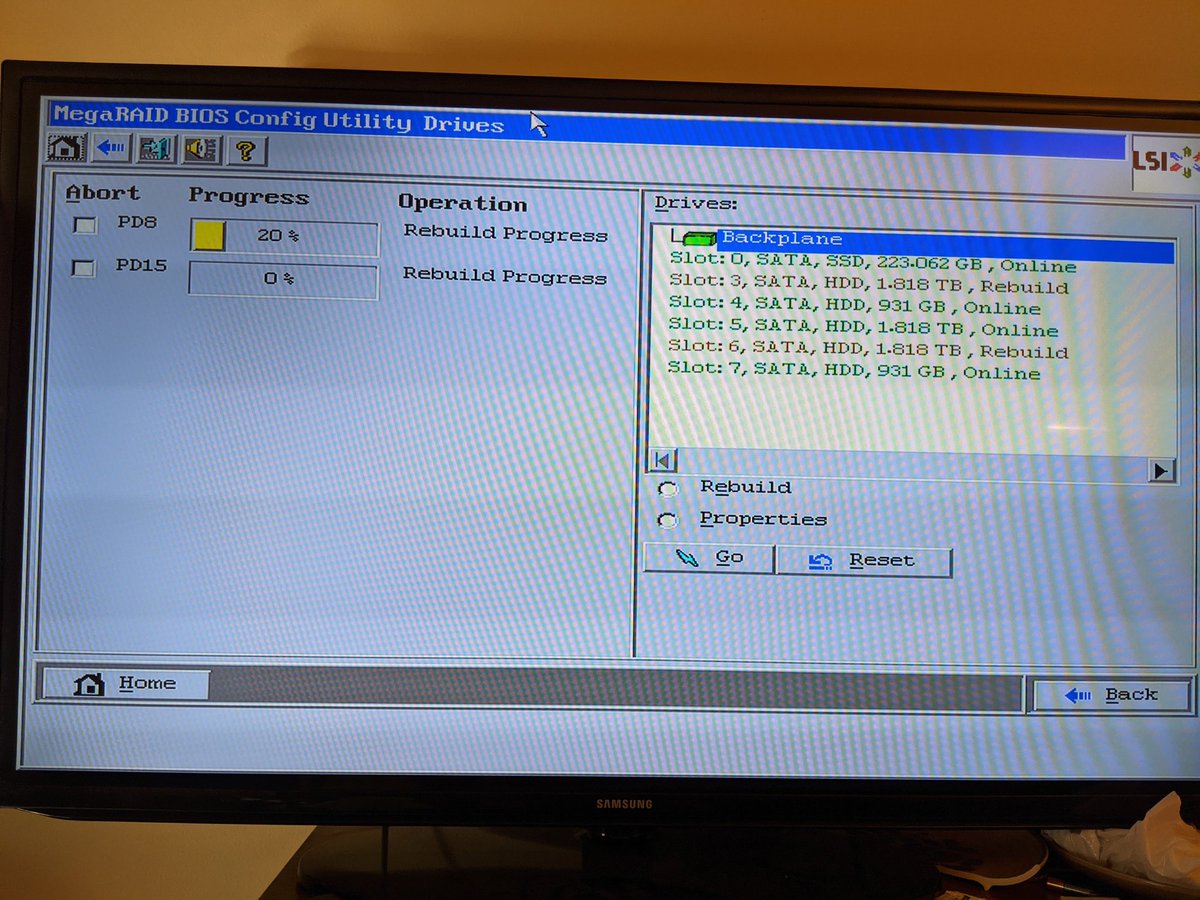 MegaRAID BIOS Config Utility Drives
LSI
Abort Progress Operation
PD8 20 % Rebuild Progress
PD15 0 % Rebuild Progress
Drives:
Backplane
Slot: 0, SATA, SSD, 223.062 GB , Online
Slot: 3, SATA, HDD, 1.818 TB , Rebuild
Slot: 4, SATA, HDD, 931 GB , Online
Slot: 5, SATA, HDD, 1.818 TB , Online
Slot: 6, SATA, HDD, 1.818 TB , Rebuild
Slot: 7, SATA, HDD, 931 GB , Online
Rebuild
Properties
Go Reset
Home Back
SAMSUNG